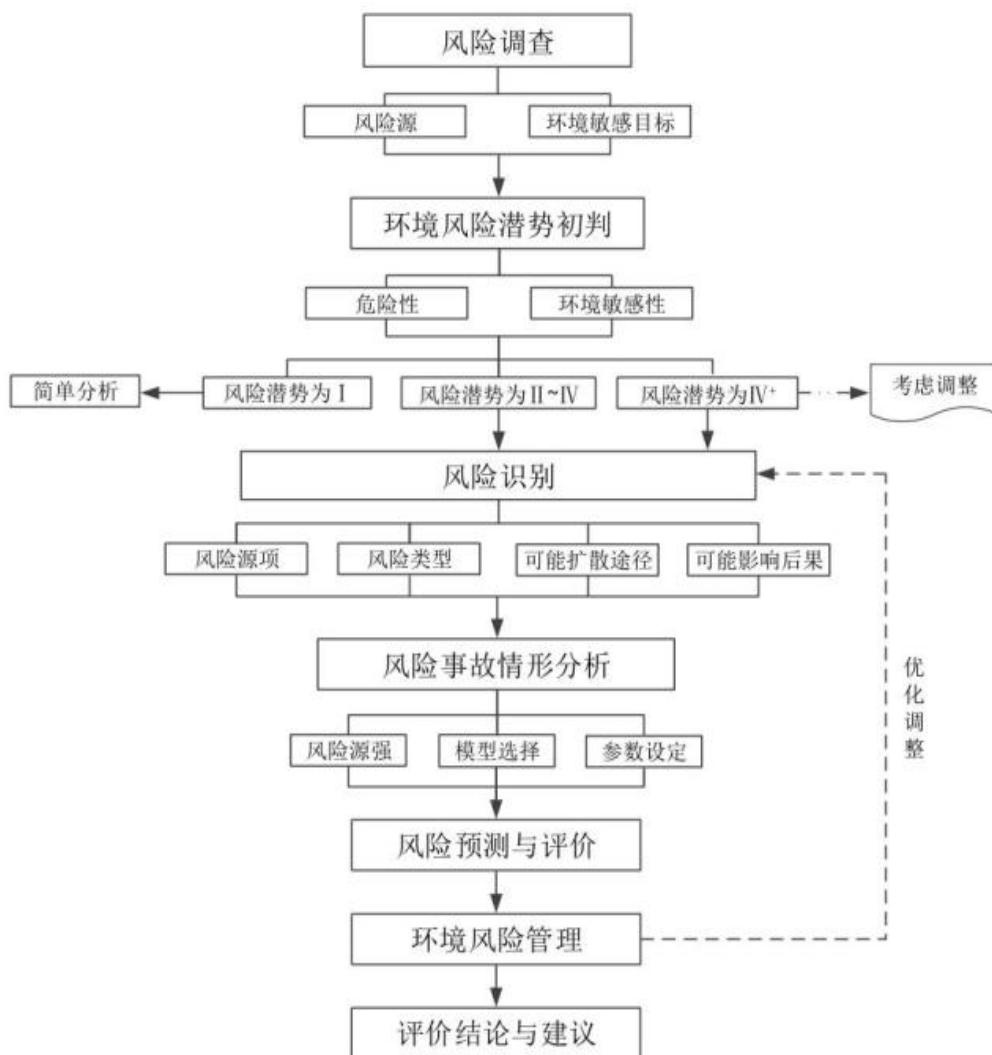 风险调查
风险源
环境敏感目标
环境风险潜势初判
危险性
环境敏感性
简单分析
风险潜势为Ⅰ
风险潜势为Ⅱ~Ⅳ
风险潜势为Ⅳ⁺
考虑调整
风险识别
风险源项
风险类型
可能扩散途径
可能影响后果
风险事故情形分析
风险源强
模型选择
参数设定
优化调整
风险预测与评价
环境风险管理
评价结论与建议